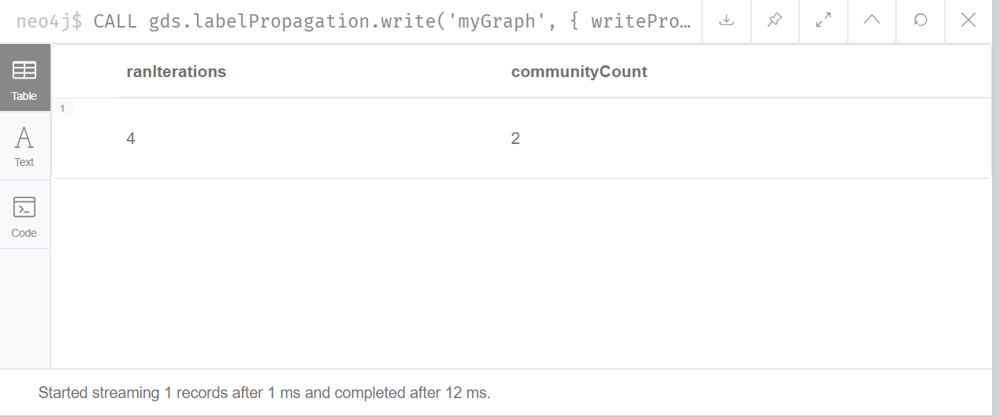 neo4j$ CALL gds.labelPropagation.write('myGraph', { writePro…
Table
Text
Code
ranIterations communityCount
1
4 2
Started streaming 1 records after 1 ms and completed after 12 ms.